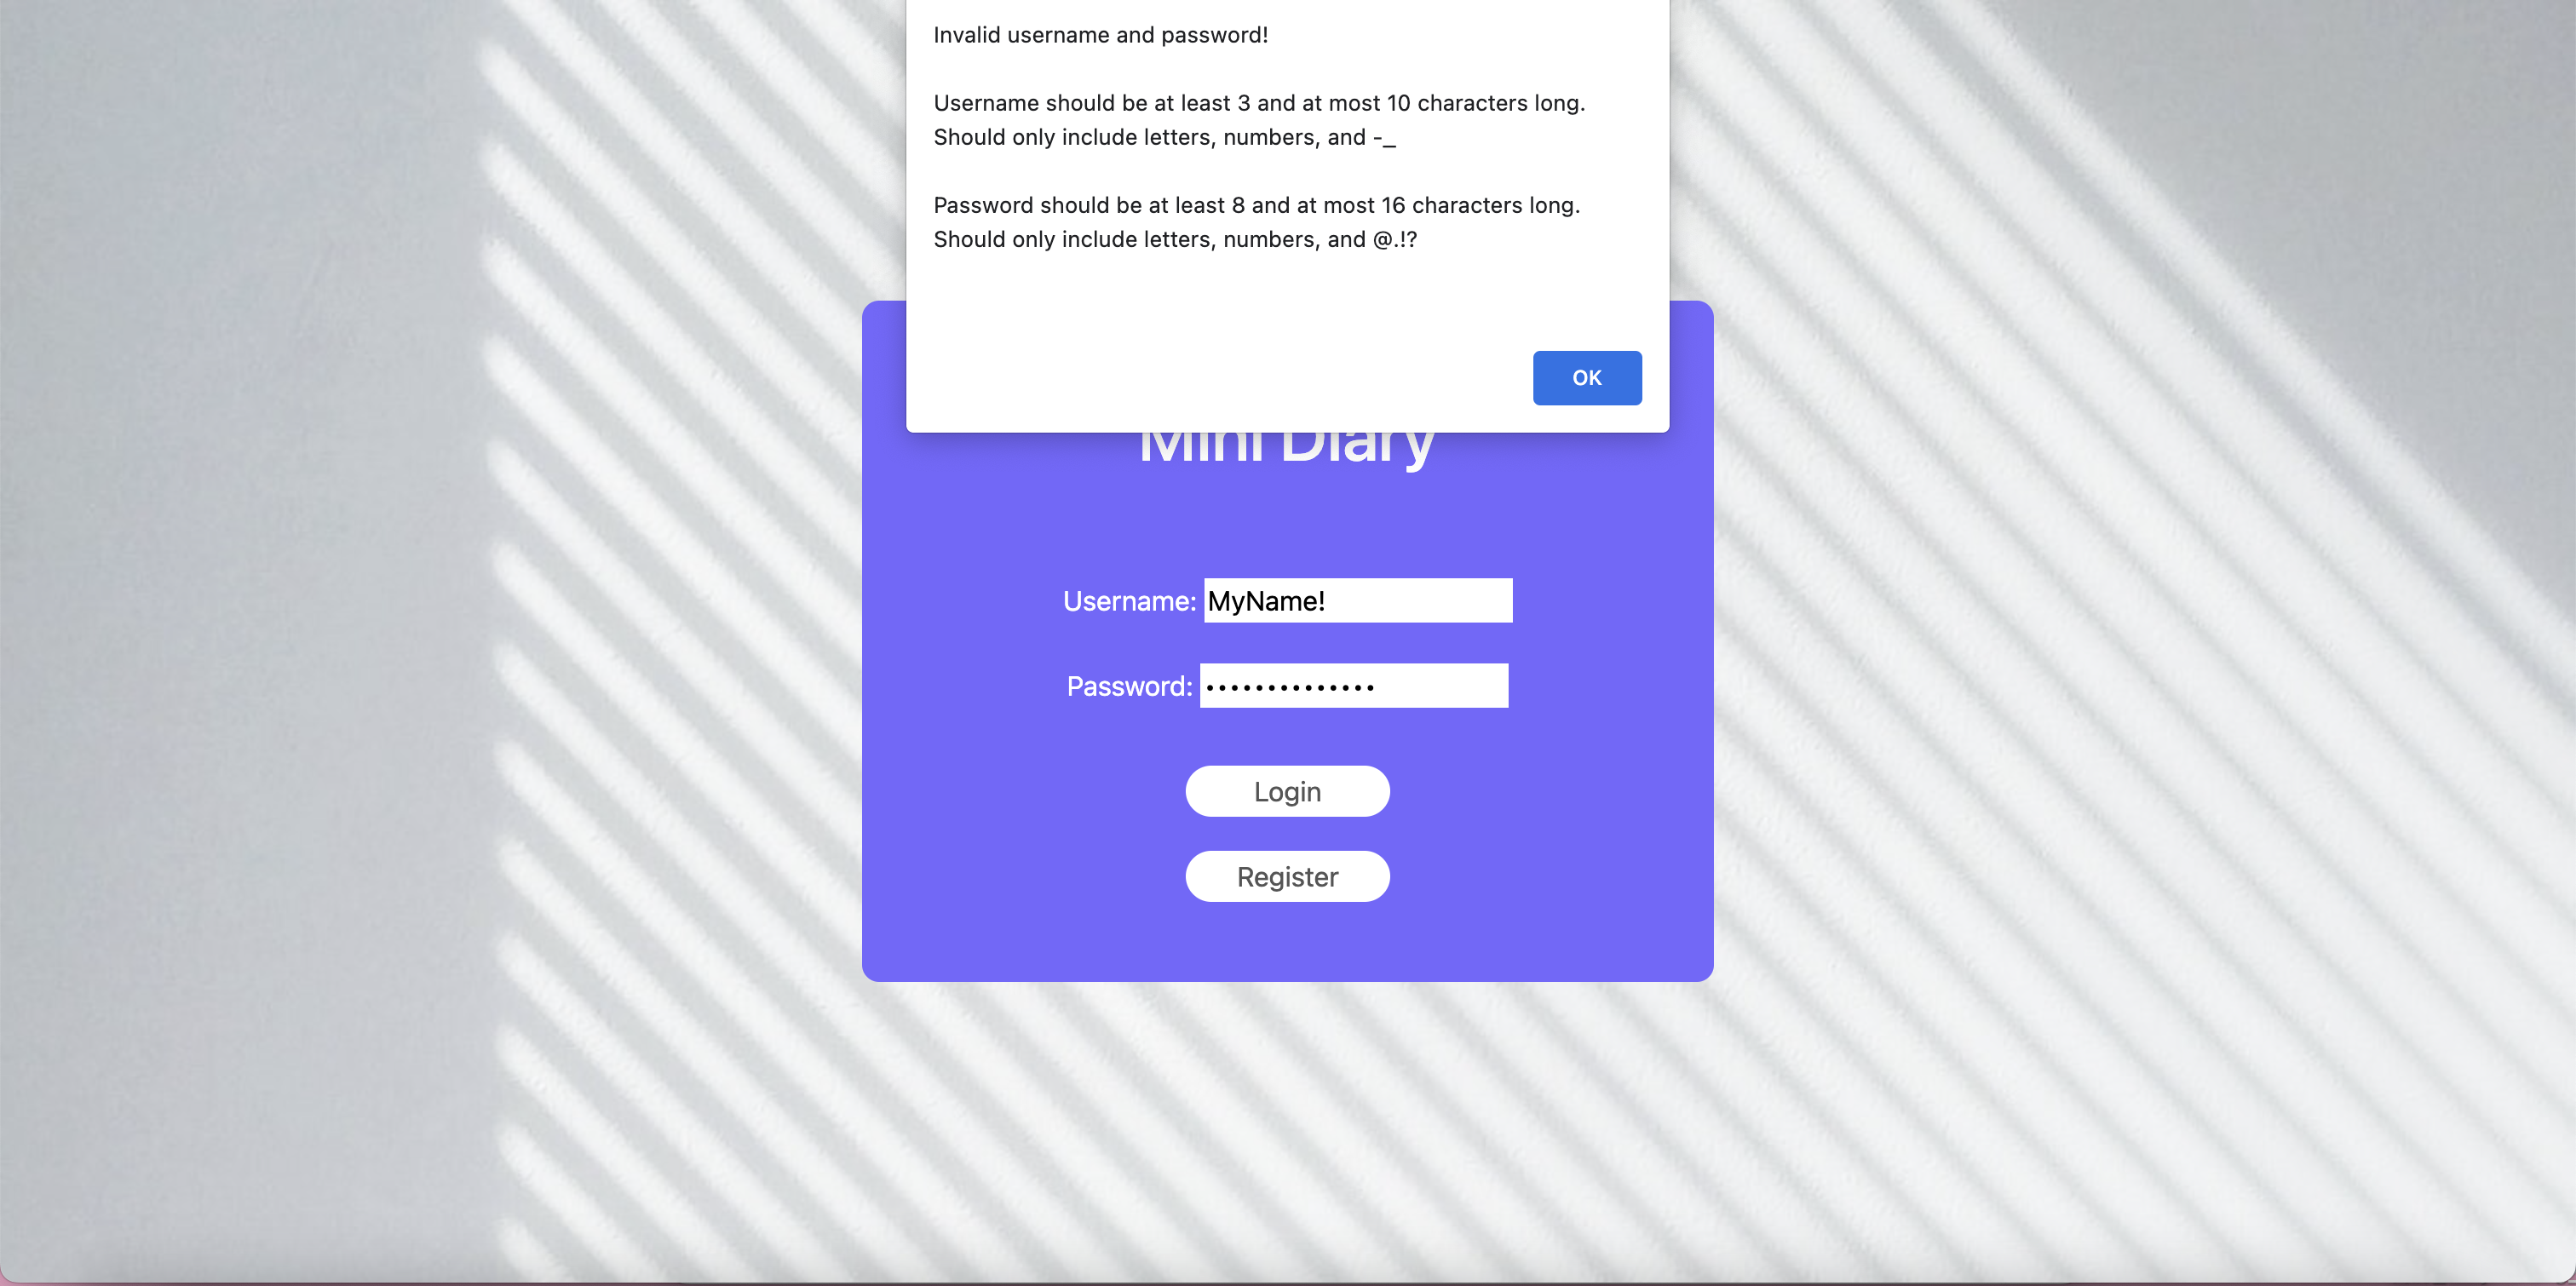 Invalid username and password!
Username should be at least 3 and at most 10 characters long.
Should only include letters, numbers, and -_
Password should be at least 8 and at most 16 characters long.
Should only include letters, numbers, and @.!?
OK
Mini Diary
Username: MyName!
Password: ••••••••••••••
Login
Register